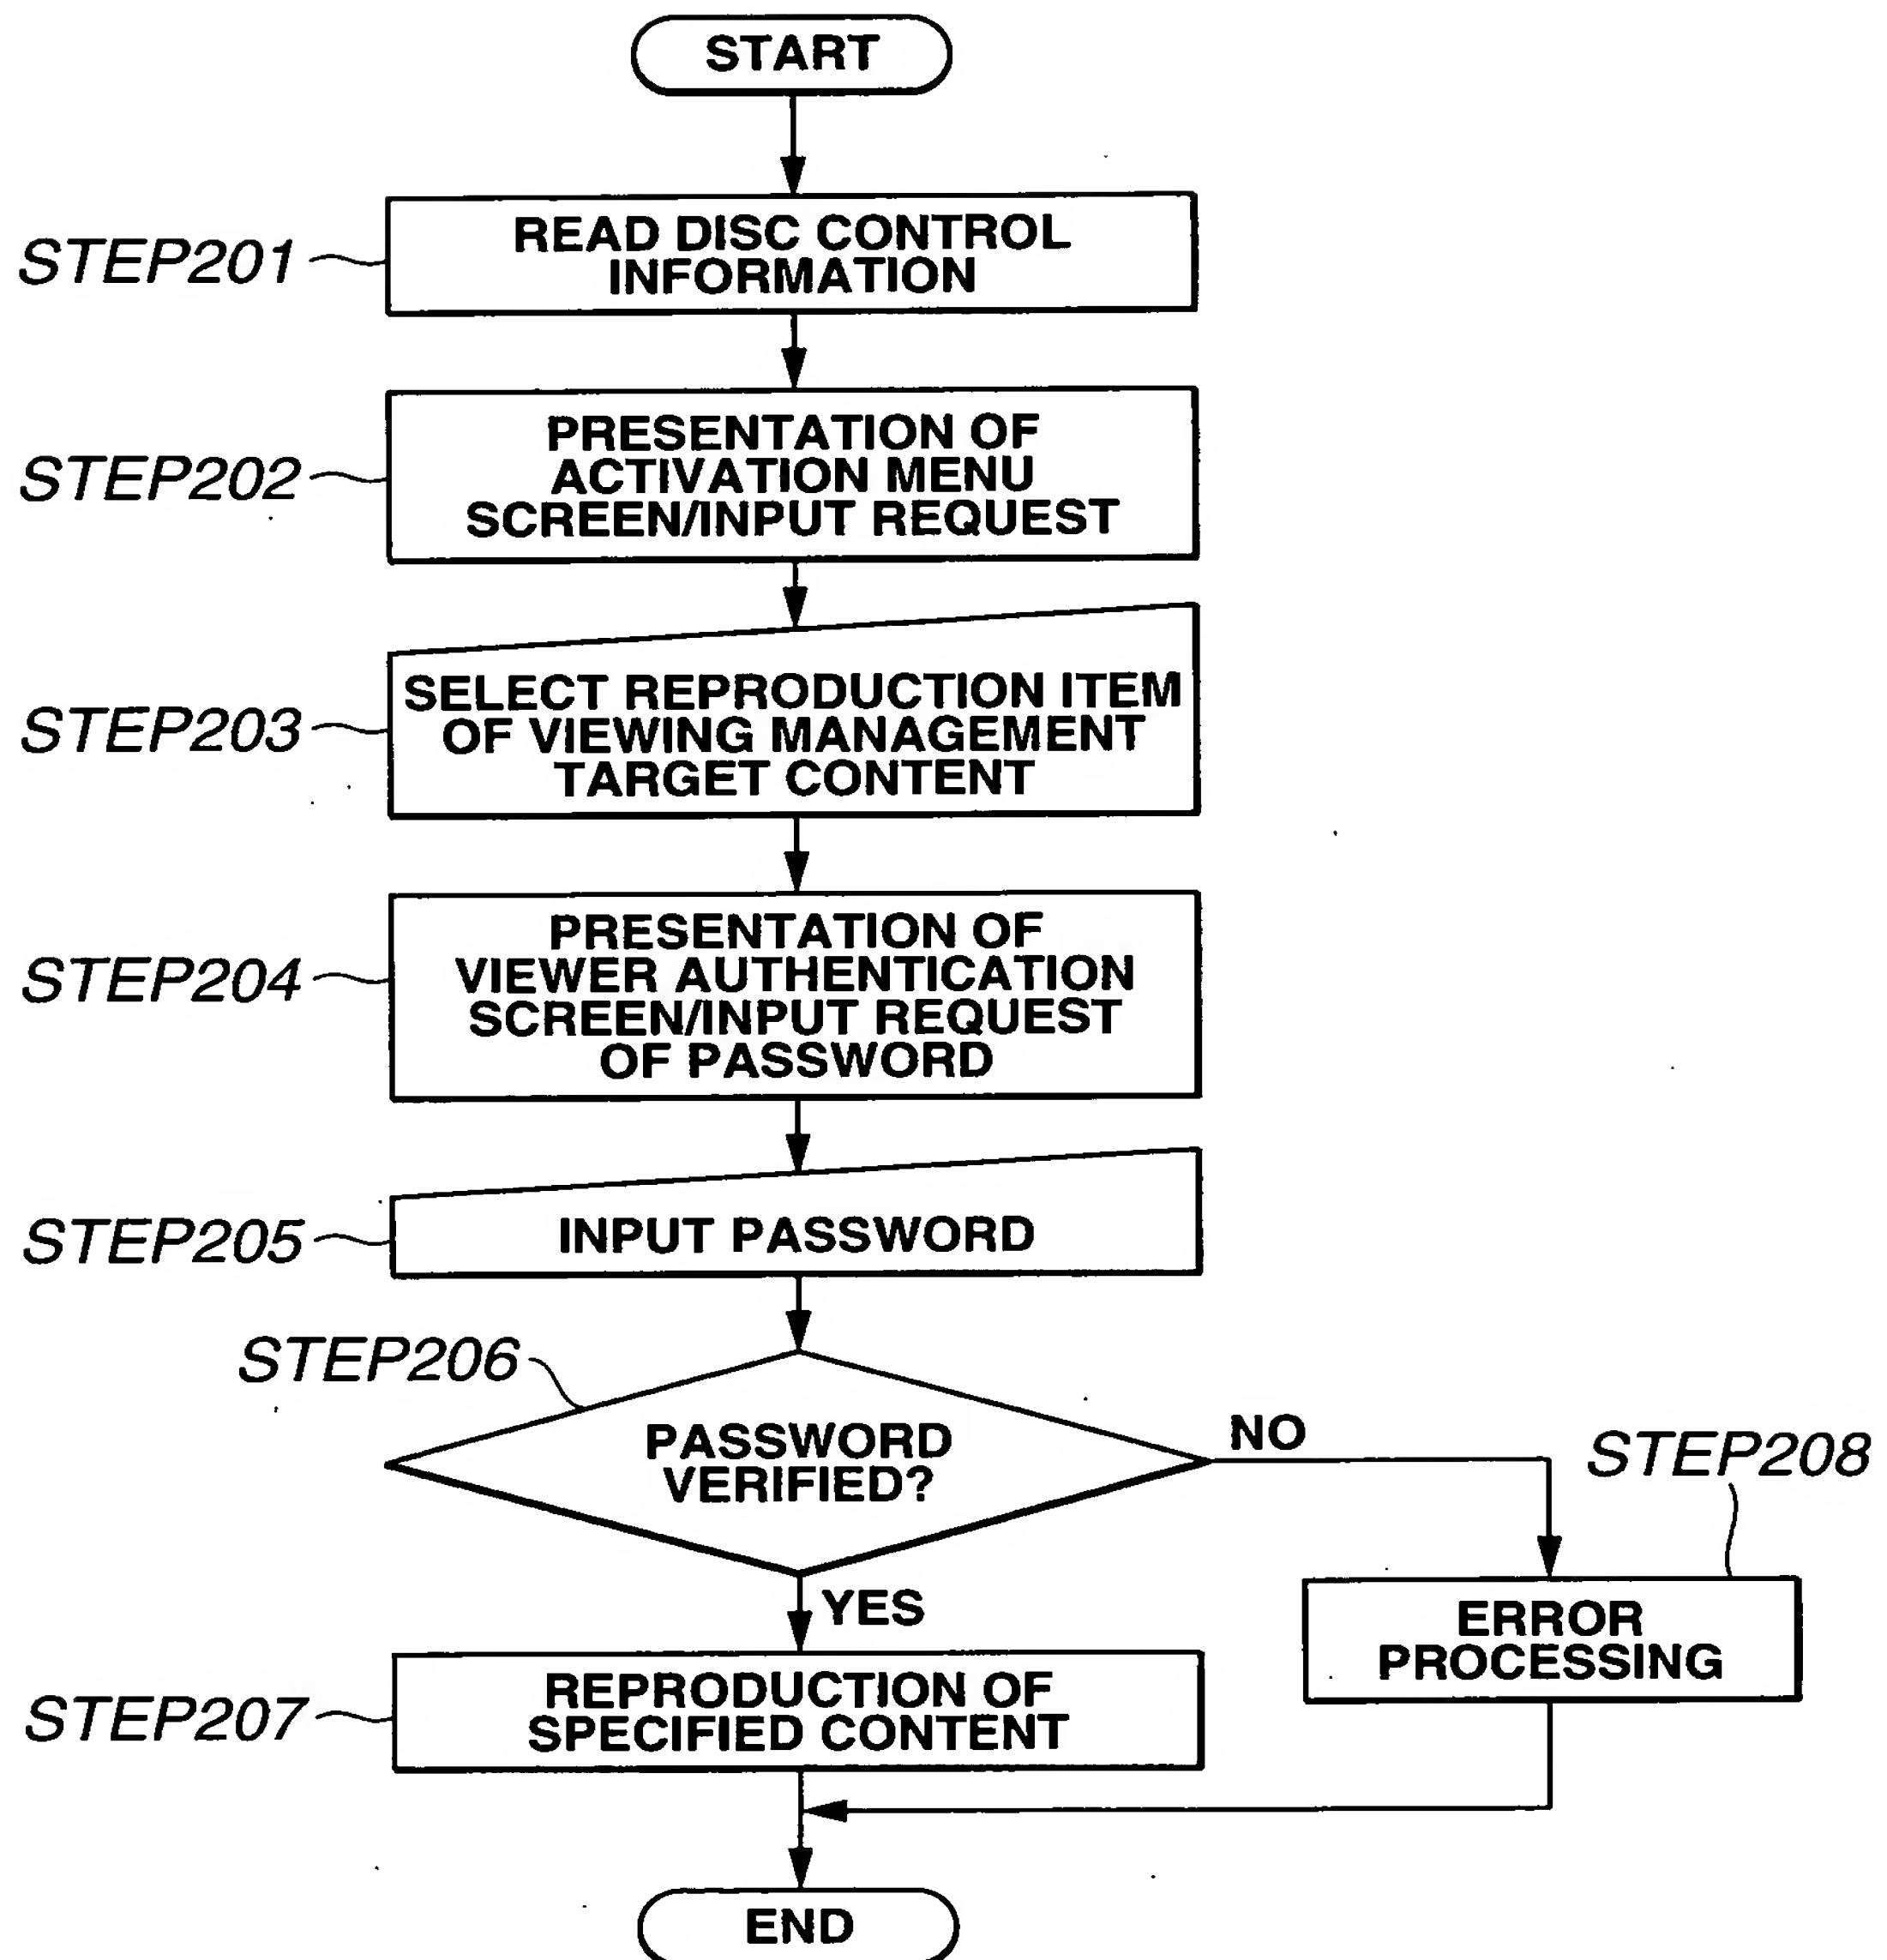 START
STEP201
READ DISC CONTROL
INFORMATION
STEP202
PRESENTATION OF
ACTIVATION MENU
SCREEN/INPUT REQUEST
STEP203
SELECT REPRODUCTION ITEM
OF VIEWING MANAGEMENT
TARGET CONTENT
STEP204
PRESENTATION OF
VIEWER AUTHENTICATION
SCREEN/INPUT REQUEST
OF PASSWORD
STEP205
INPUT PASSWORD
STEP206
PASSWORD
VERIFIED?
NO
STEP208
ERROR
PROCESSING
YES
STEP207
REPRODUCTION OF
SPECIFIED CONTENT
END